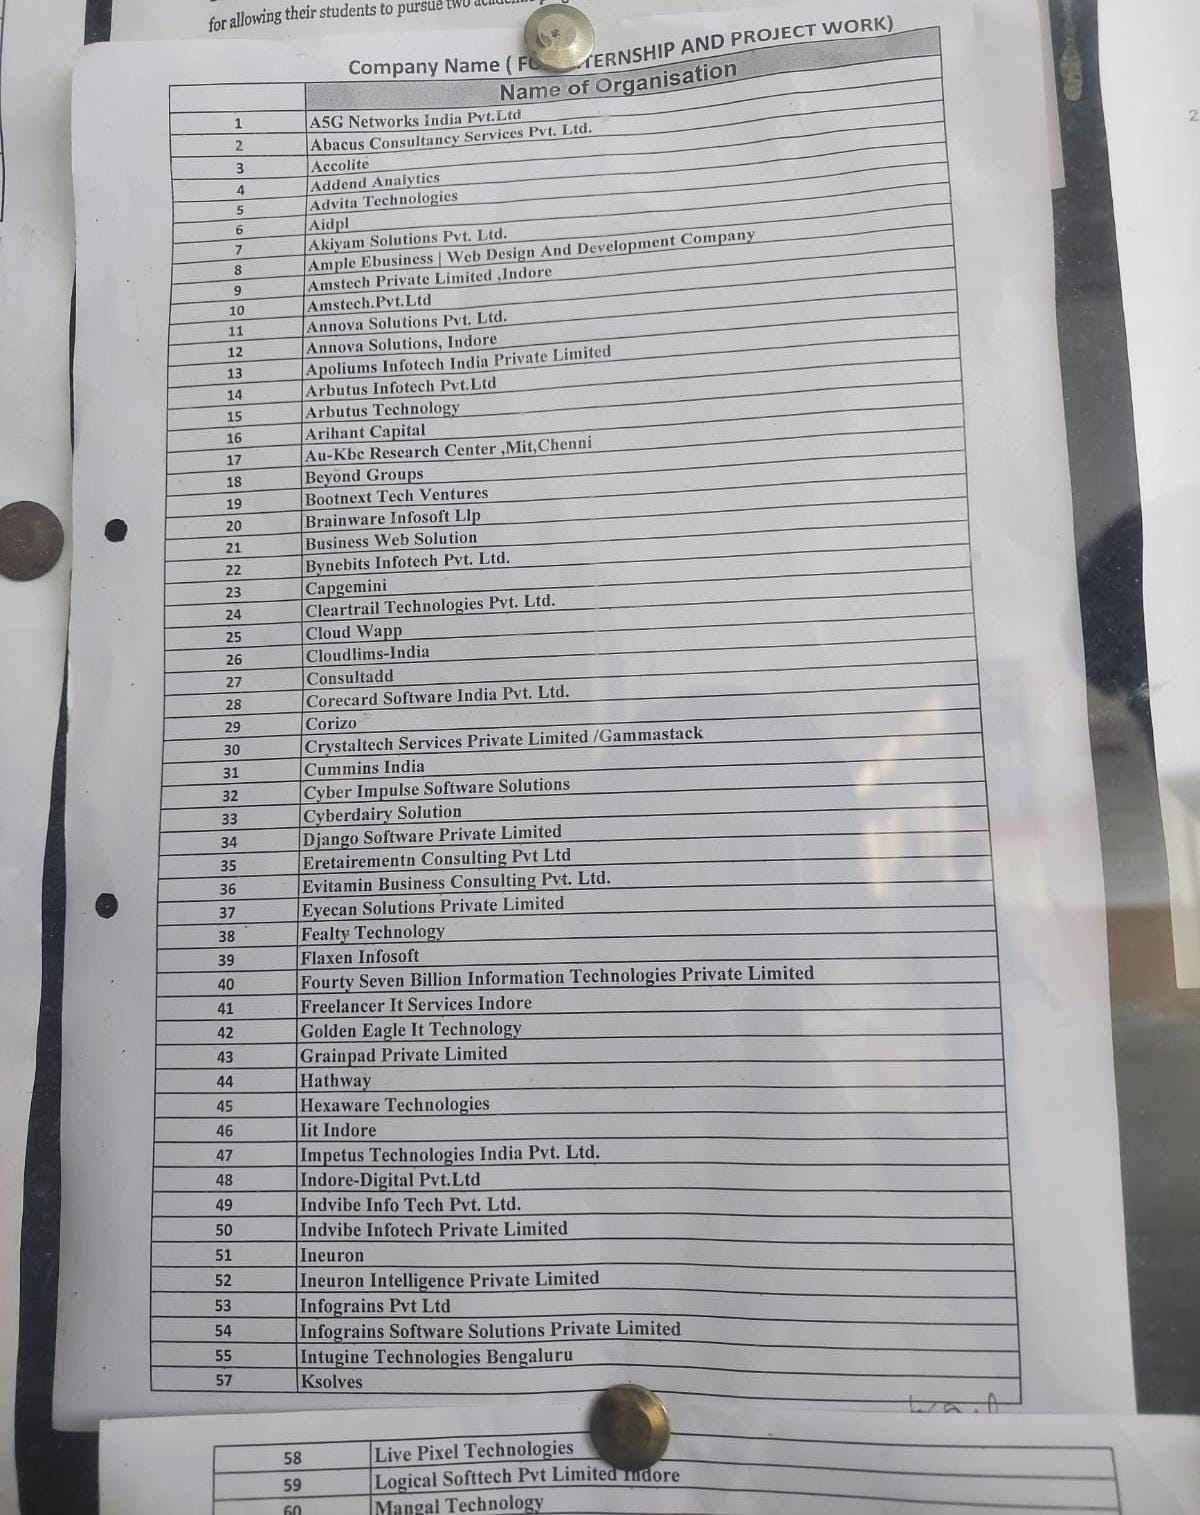 for allowing their students to pursue two
Company Name ( FO TERNSHIP AND PROJECT WORK)
Name of Organisation
1 A5G Networks India Pvt.Ltd
2 Abacus Consultancy Services Pvt. Ltd.
3 Accolite
4 Addend Analytics
5 Advita Technologies
6 Aidpl
7 Akiyam Solutions Pvt. Ltd.
8 Ample Ebusiness | Web Design And Development Company
9 Amstech Private Limited ,Indore
10 Amstech.Pvt.Ltd
11 Annova Solutions Pvt. Ltd.
12 Annova Solutions, Indore
13 Apoliums Infotech India Private Limited
14 Arbutus Infotech Pvt.Ltd
15 Arbutus Technology
16 Arihant Capital
17 Au-Kbc Research Center ,Mit,Chenni
18 Beyond Groups
19 Bootnext Tech Ventures
20 Brainware Infosoft Llp
21 Business Web Solution
22 Bynebits Infotech Pvt. Ltd.
23 Capgemini
24 Cleartrail Technologies Pvt. Ltd.
25 Cloud Wapp
26 Cloudlims-India
27 Consultadd
28 Corecard Software India Pvt. Ltd.
29 Corizo
30 Crystaltech Services Private Limited /Gammastack
31 Cummins India
32 Cyber Impulse Software Solutions
33 Cyberdairy Solution
34 Django Software Private Limited
35 Eretairementn Consulting Pvt Ltd
36 Evitamin Business Consulting Pvt. Ltd.
37 Eyecan Solutions Private Limited
38 Fealty Technology
39 Flaxen Infosoft
40 Fourty Seven Billion Information Technologies Private Limited
41 Freelancer It Services Indore
42 Golden Eagle It Technology
43 Grainpad Private Limited
44 Hathway
45 Hexaware Technologies
46 Iit Indore
47 Impetus Technologies India Pvt. Ltd.
48 Indore-Digital Pvt.Ltd
49 Indvibe Info Tech Pvt. Ltd.
50 Indvibe Infotech Private Limited
51 Ineuron
52 Ineuron Intelligence Private Limited
53 Infograins Pvt Ltd
54 Infograins Software Solutions Private Limited
55 Intugine Technologies Bengaluru
57 Ksolves
58 Live Pixel Technologies
59 Logical Softtech Pvt Limited Indore
60 Mangal Technology